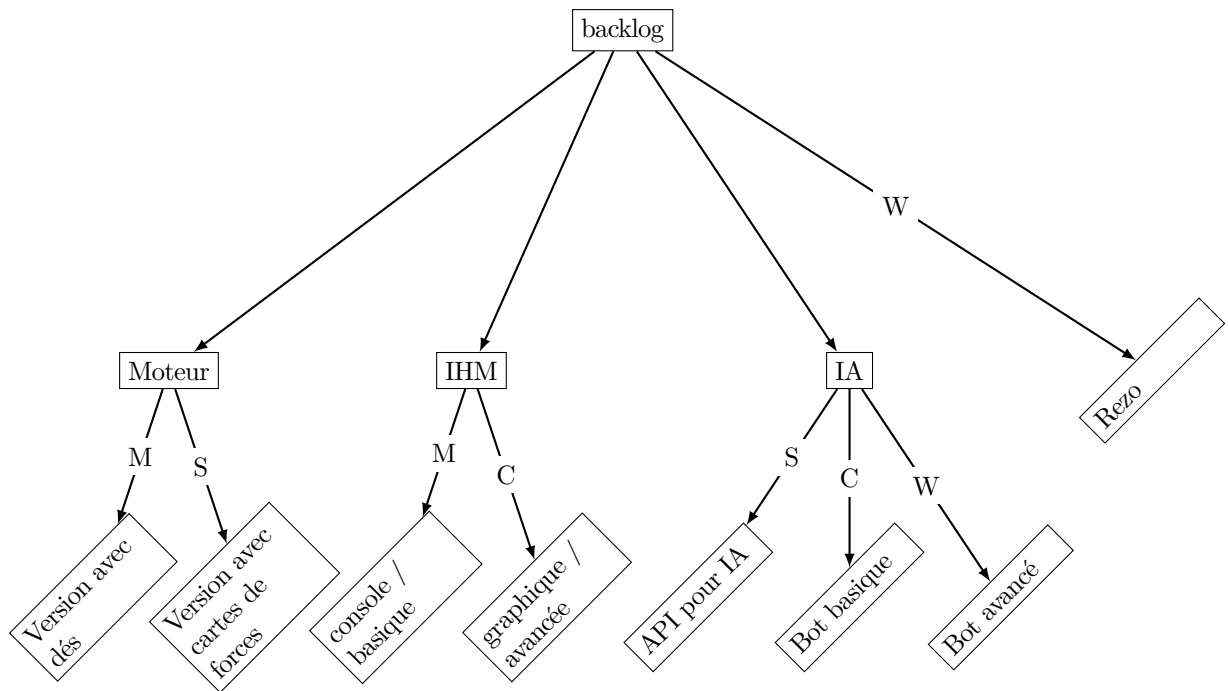 backlog
W
Moteur
IHM
IA
Rezo
M
S
M
C
S
C
W
Version avec
dés
Version avec
cartes de
forces
console /
basique
graphique /
avancée
API pour IA
Bot basique
Bot avancé